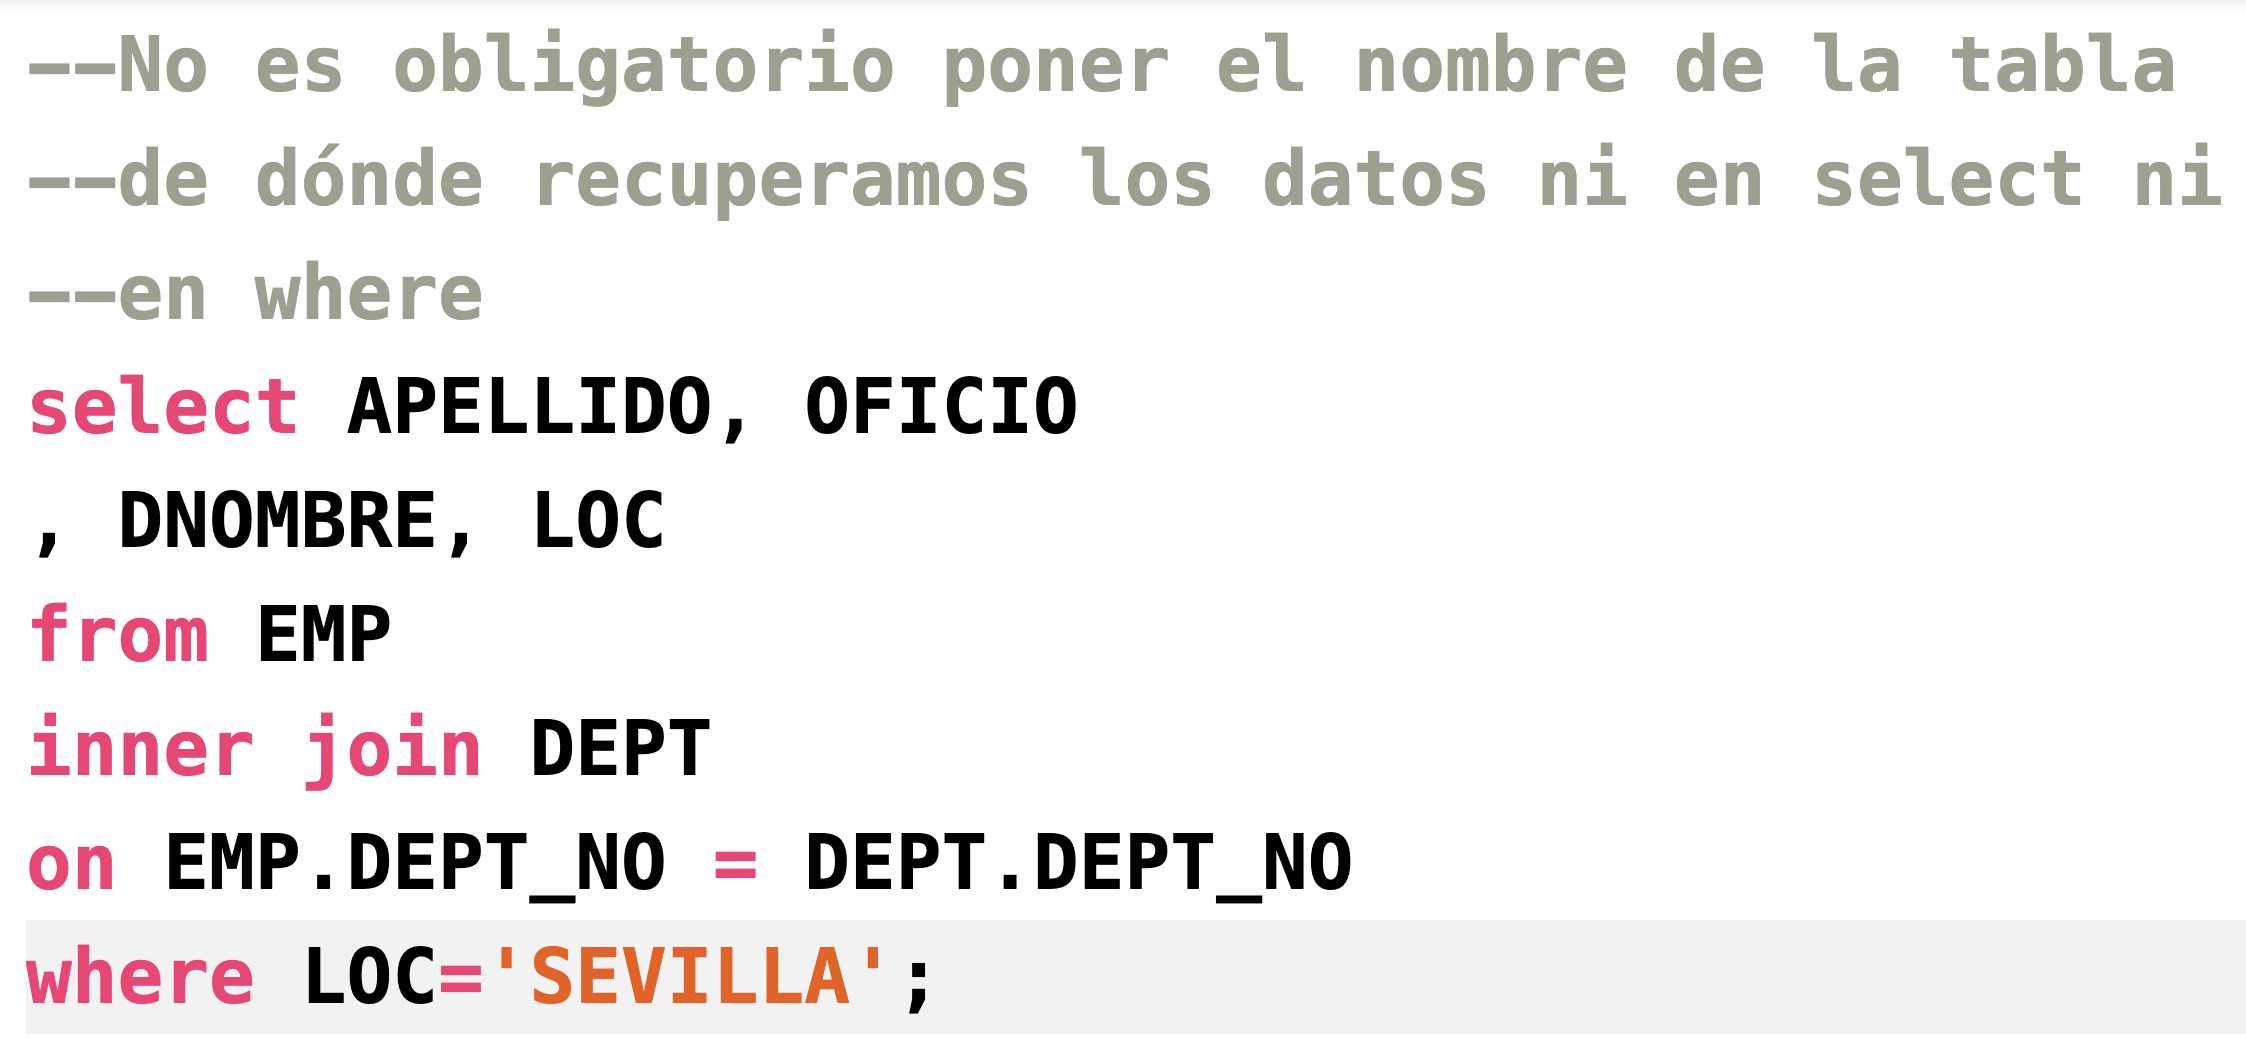 --No es obligatorio poner el nombre de la tabla
--de dónde recuperamos los datos ni en select ni
--en where
select APELLIDO, OFICIO
, DNOMBRE, LOC
from EMP
inner join DEPT
on EMP.DEPT_NO = DEPT.DEPT_NO
where LOC='SEVILLA';